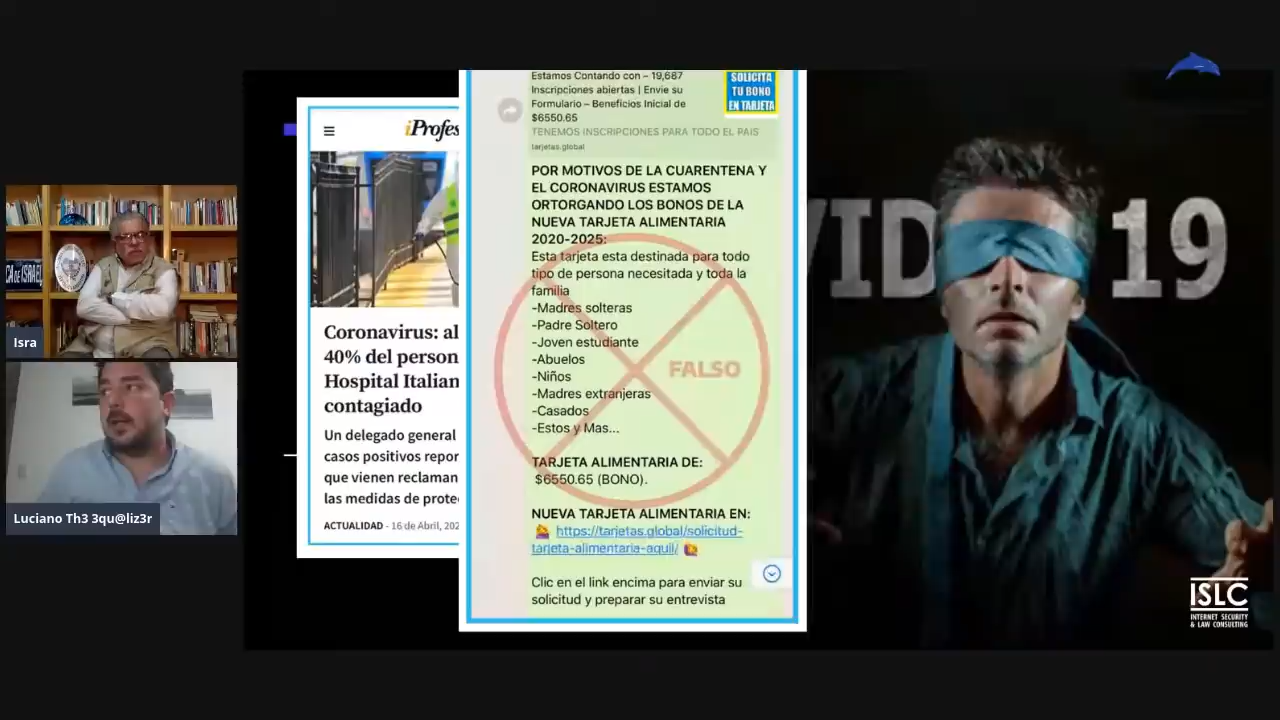 Isra
CA de ISRAEL
Luciano Th3 3qu@liz3r
iProfes
Coronavirus: al
40% del person
Hospital Italian
contagiado
Un delegado general
casos positivos repor
que vienen reclaman
las medidas de prote
ACTUALIDAD - 16 de Abril, 202
Estamos Contando con – 19,687
Inscripciones abiertas | Envie su
Formulario – Beneficios Inicial de
$6550.65
TENEMOS INSCRIPCIONES PARA TODO EL PAIS
tarjetas.global
SOLICITA
TU BONO
EN TARJETA
POR MOTIVOS DE LA CUARENTENA Y
EL CORONAVIRUS ESTAMOS
ORTORGANDO LOS BONOS DE LA
NUEVA TARJETA ALIMENTARIA
2020-2025:
Esta tarjeta esta destinada para todo
tipo de persona necesitada y toda la
familia
-Madres solteras
-Padre Soltero
-Joven estudiante
-Abuelos
-Niños
-Madres extranjeras
-Casados
-Estos y Mas...
FALSO
TARJETA ALIMENTARIA DE:
$6550.65 (BONO).
NUEVA TARJETA ALIMENTARIA EN:
https://tarjetas.global/solicitud-
tarjeta-alimentaria-aquil/
Clic en el link encima para enviar su
solicitud y preparar su entrevista
VID 19
ISLC
INTERNET SECURITY
& LAW CONSULTING